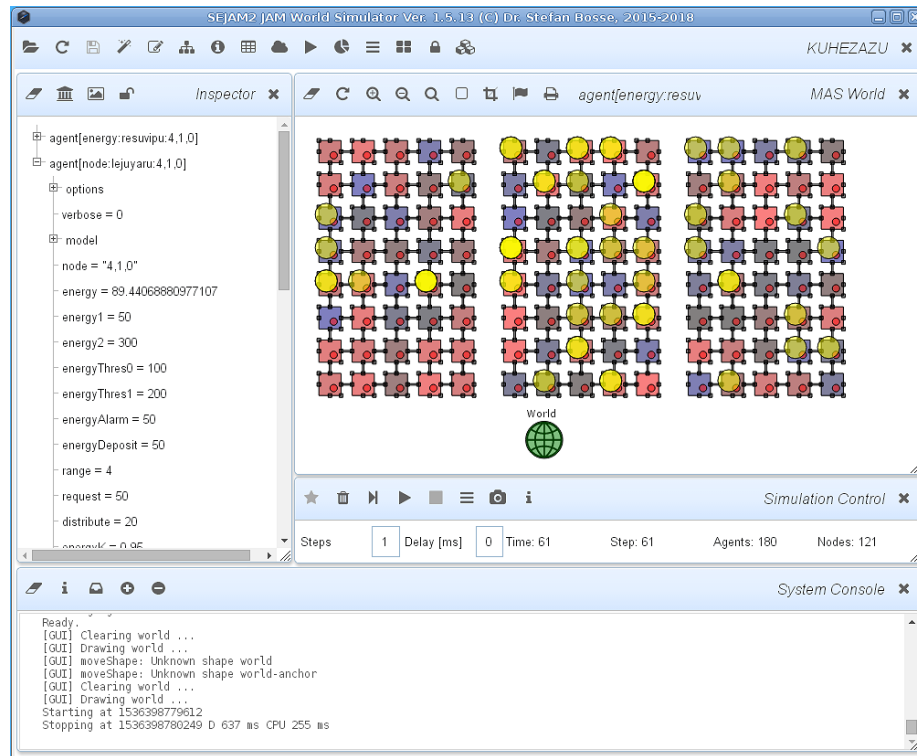 SEJAM2 JAM World Simulator Ver. 1.5.13 (C) Dr. Stefan Bosse, 2015-2018
KUHEZAZU
Inspector
agent[energy:resuv
MAS World
agent[energy:resuvipu:4,1,0]
agent[node:lejuyaru:4,1,0]
options
verbose = 0
model
node = "4,1,0"
energy = 89.44068880977107
energy1 = 50
energy2 = 300
energyThres0 = 100
energyThres1 = 200
energyAlarm = 50
energyDeposit = 50
range = 4
request = 50
distribute = 20
energyK = 0.95
World
Simulation Control
Steps 1 Delay [ms] 0 Time: 61 Step: 61 Agents: 180 Nodes: 121
System Console
Ready.
[GUI] Clearing world ...
[GUI] Drawing world ...
[GUI] moveShape: Unknown shape world
[GUI] moveShape: Unknown shape world-anchor
[GUI] Clearing world ...
[GUI] Drawing world ...
Starting at 1536398779612
Stopping at 1536398780249 D 637 ms CPU 255 ms